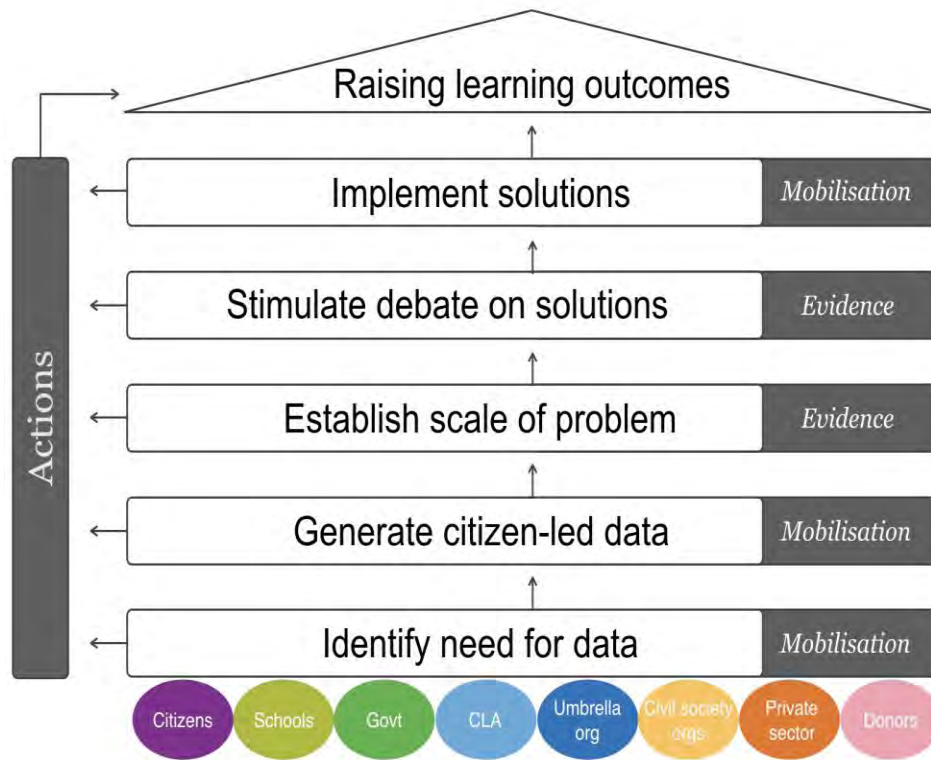 Raising learning outcomes
Implement solutions
Mobilisation
Stimulate debate on solutions
Evidence
Establish scale of problem
Evidence
Generate citizen-led data
Mobilisation
Identify need for data
Mobilisation
Actions
Citizens
Schools
Govt
CLA
Umbrella
org
Civil society
orgs
Private
sector
Donors